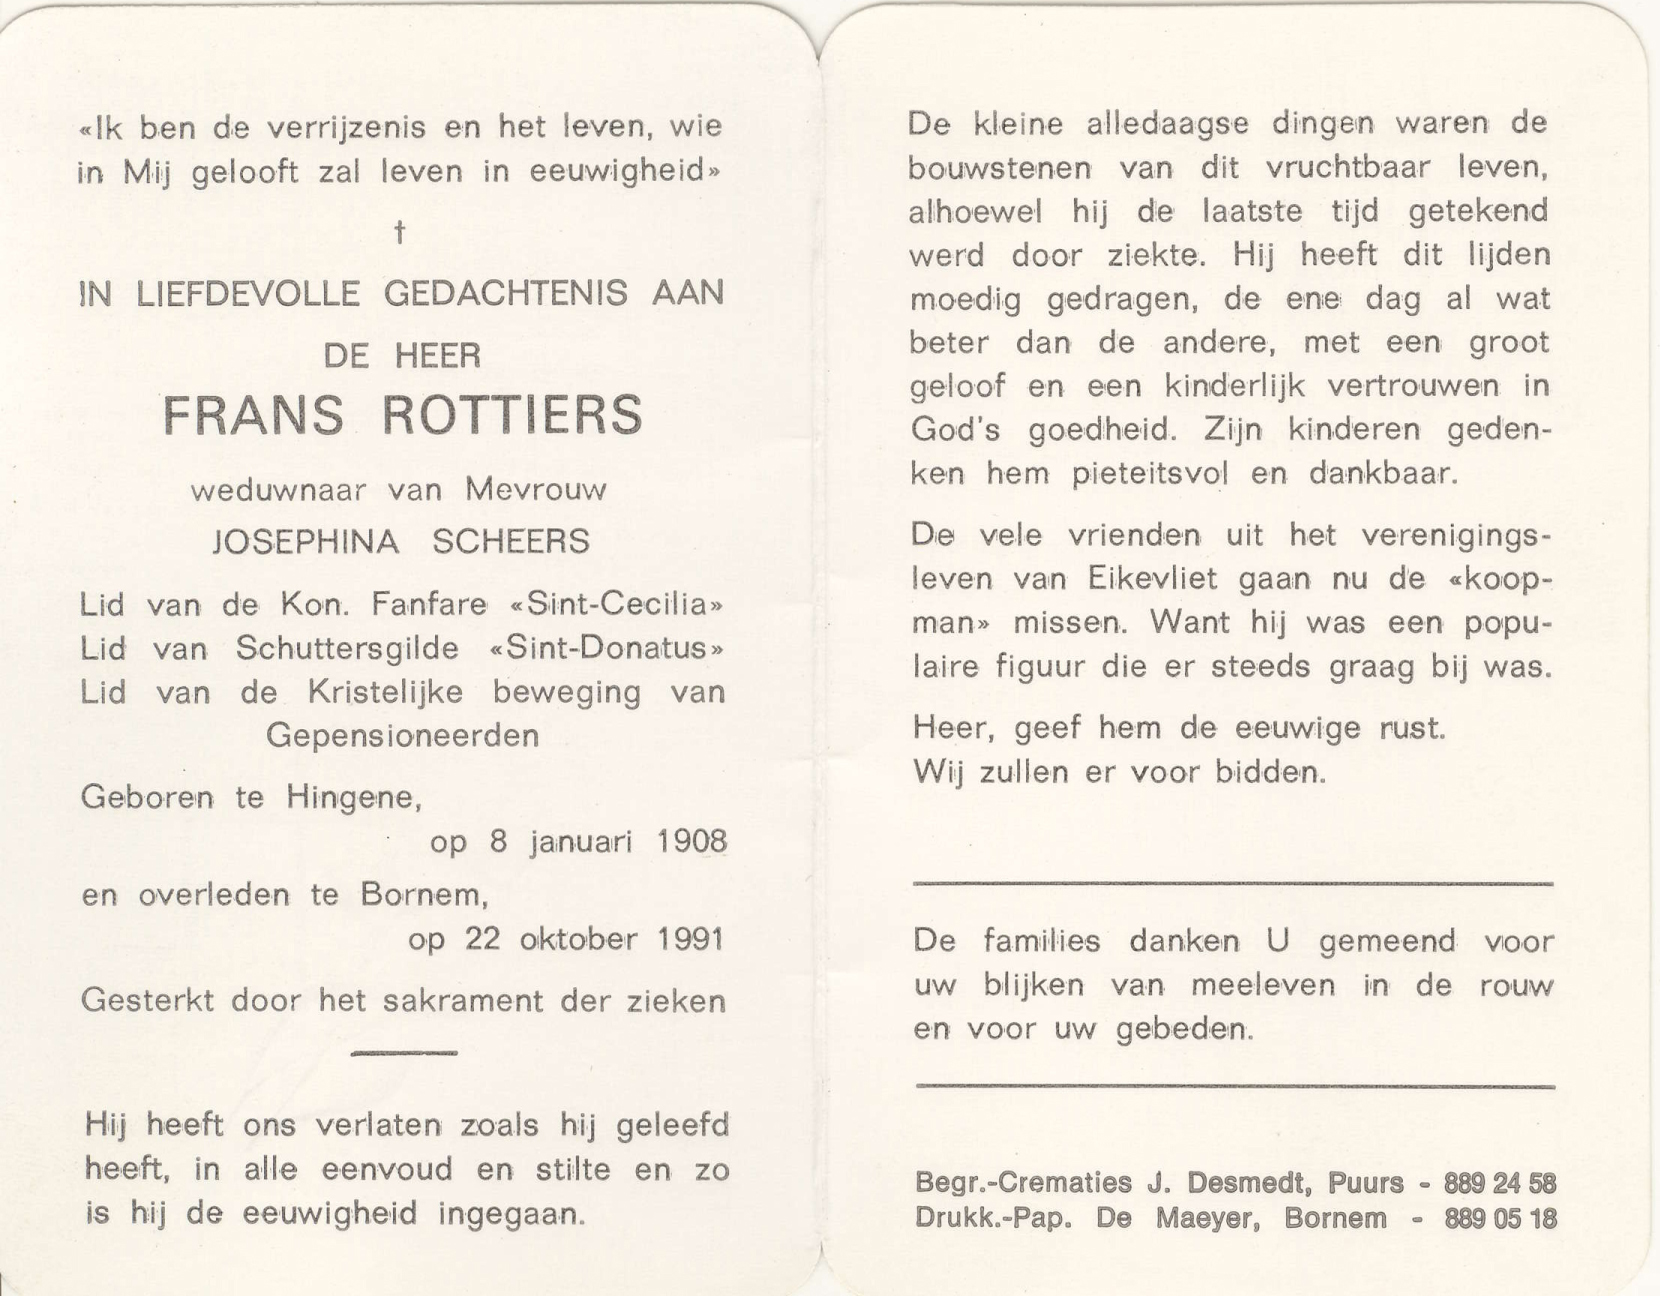 «Ik ben de verrijzenis en het leven, wie
in Mij gelooft zal leven in eeuwigheid»
†
IN LIEFDEVOLLE GEDACHTENIS AAN
DE HEER
FRANS ROTTIERS
weduwnaar van Mevrouw
JOSEPHINA SCHEERS
Lid van de Kon. Fanfare «Sint-Cecilia»
Lid van Schuttersgilde «Sint-Donatus»
Lid van de Kristelijke beweging van
Gepensioneerden
Geboren te Hingene,
op 8 januari 1908
en overleden te Bornem,
op 22 oktober 1991
Gesterkt door het sakrament der zieken
Hij heeft ons verlaten zoals hij geleefd
heeft, in alle eenvoud en stilte en zo
is hij de eeuwigheid ingegaan.
De kleine alledaagse dingen waren de
bouwstenen van dit vruchtbaar leven,
alhoewel hij de laatste tijd getekend
werd door ziekte. Hij heeft dit lijden
moedig gedragen, de ene dag al wat
beter dan de andere, met een groot
geloof en een kinderlijk vertrouwen in
God's goedheid. Zijn kinderen geden-
ken hem pieteitsvol en dankbaar.
De vele vrienden uit het verenigings-
leven van Eikevliet gaan nu de «koop-
man» missen. Want hij was een popu-
laire figuur die er steeds graag bij was.
Heer, geef hem de eeuwige rust.
Wij zullen er voor bidden.
De families danken U gemeend voor
uw blijken van meeleven in de rouw
en voor uw gebeden.
Begr.-Crematies J. Desmedt, Puurs - 889 24 58
Drukk.-Pap. De Maeyer, Bornem - 889 05 18